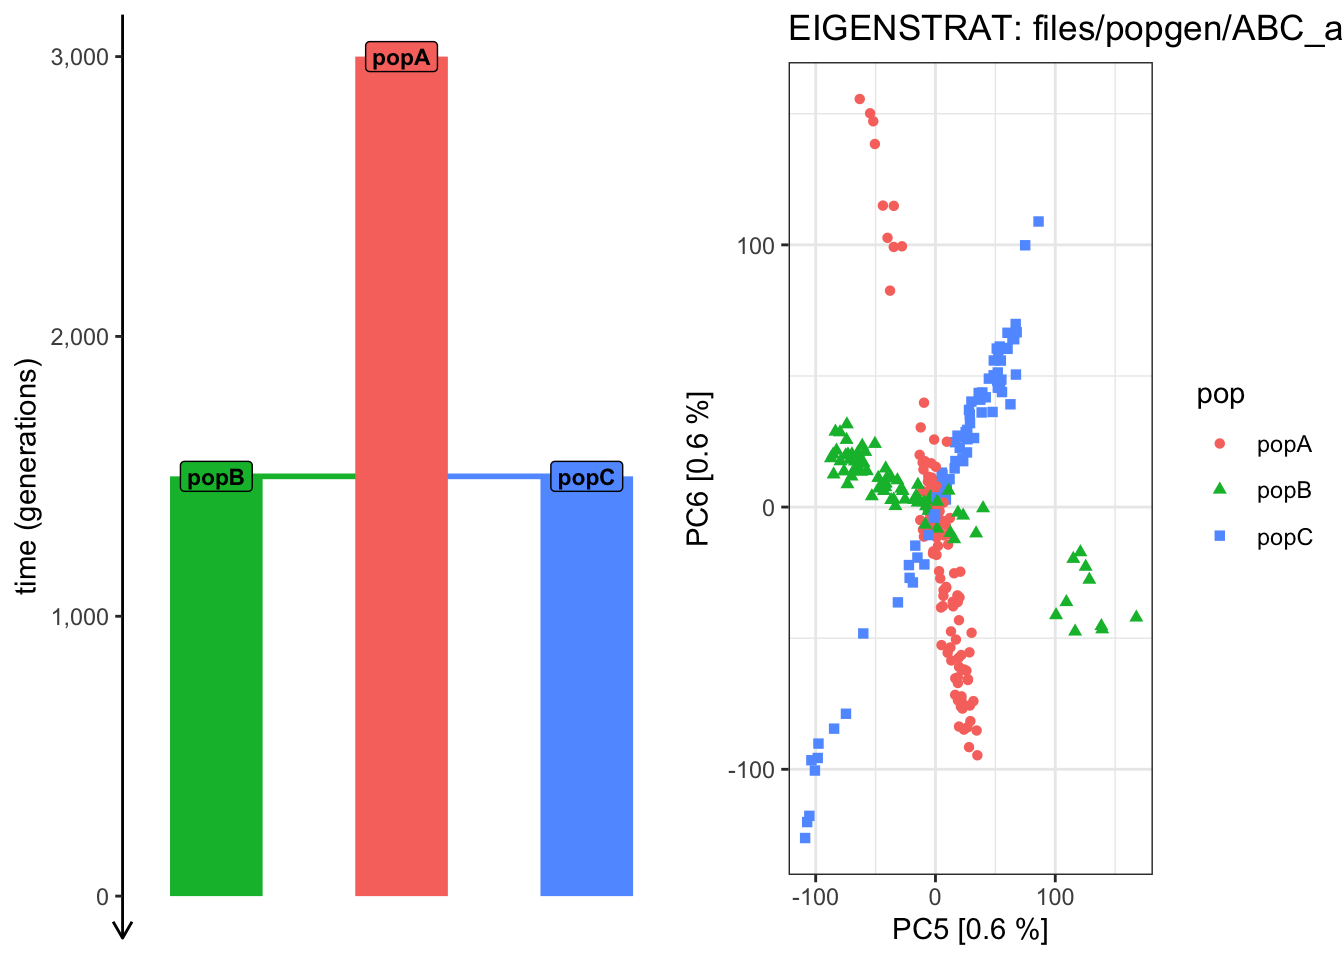 time (generations)
3,000
2,000
1,000
0
popA
popB
popC
EIGENSTRAT: files/popgen/ABC_a
PC6 [0.6 %]
100
0
-100
-100
0
100
PC5 [0.6 %]
pop
popA
popB
popC